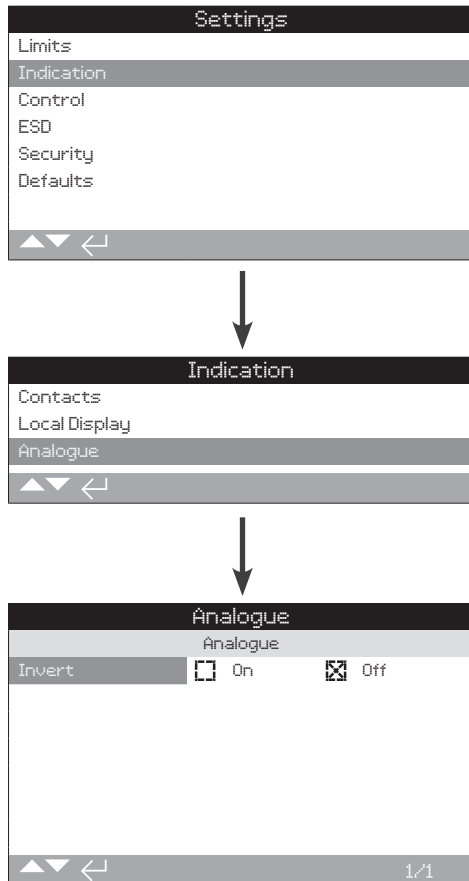 Settings
Limits
Indication
Control
ESD
Security
Defaults
Indication
Contacts
Local Display
Analogue
Analogue
Analogue
Invert On Off
1/1